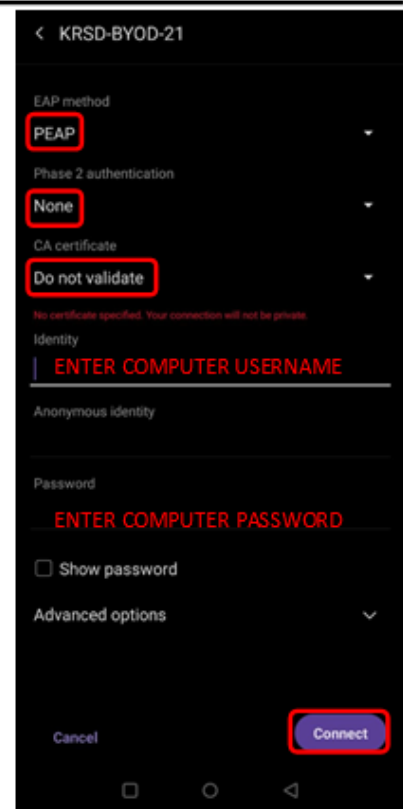 < KRSD-BYOD-21
EAP method
PEAP
Phase 2 authentication
None
CA certificate
Do not validate
No certificate specified. Your connection will not be private.
Identity
ENTER COMPUTER USERNAME
Anonymous identity
Password
ENTER COMPUTER PASSWORD
Show password
Advanced options
Cancel
Connect